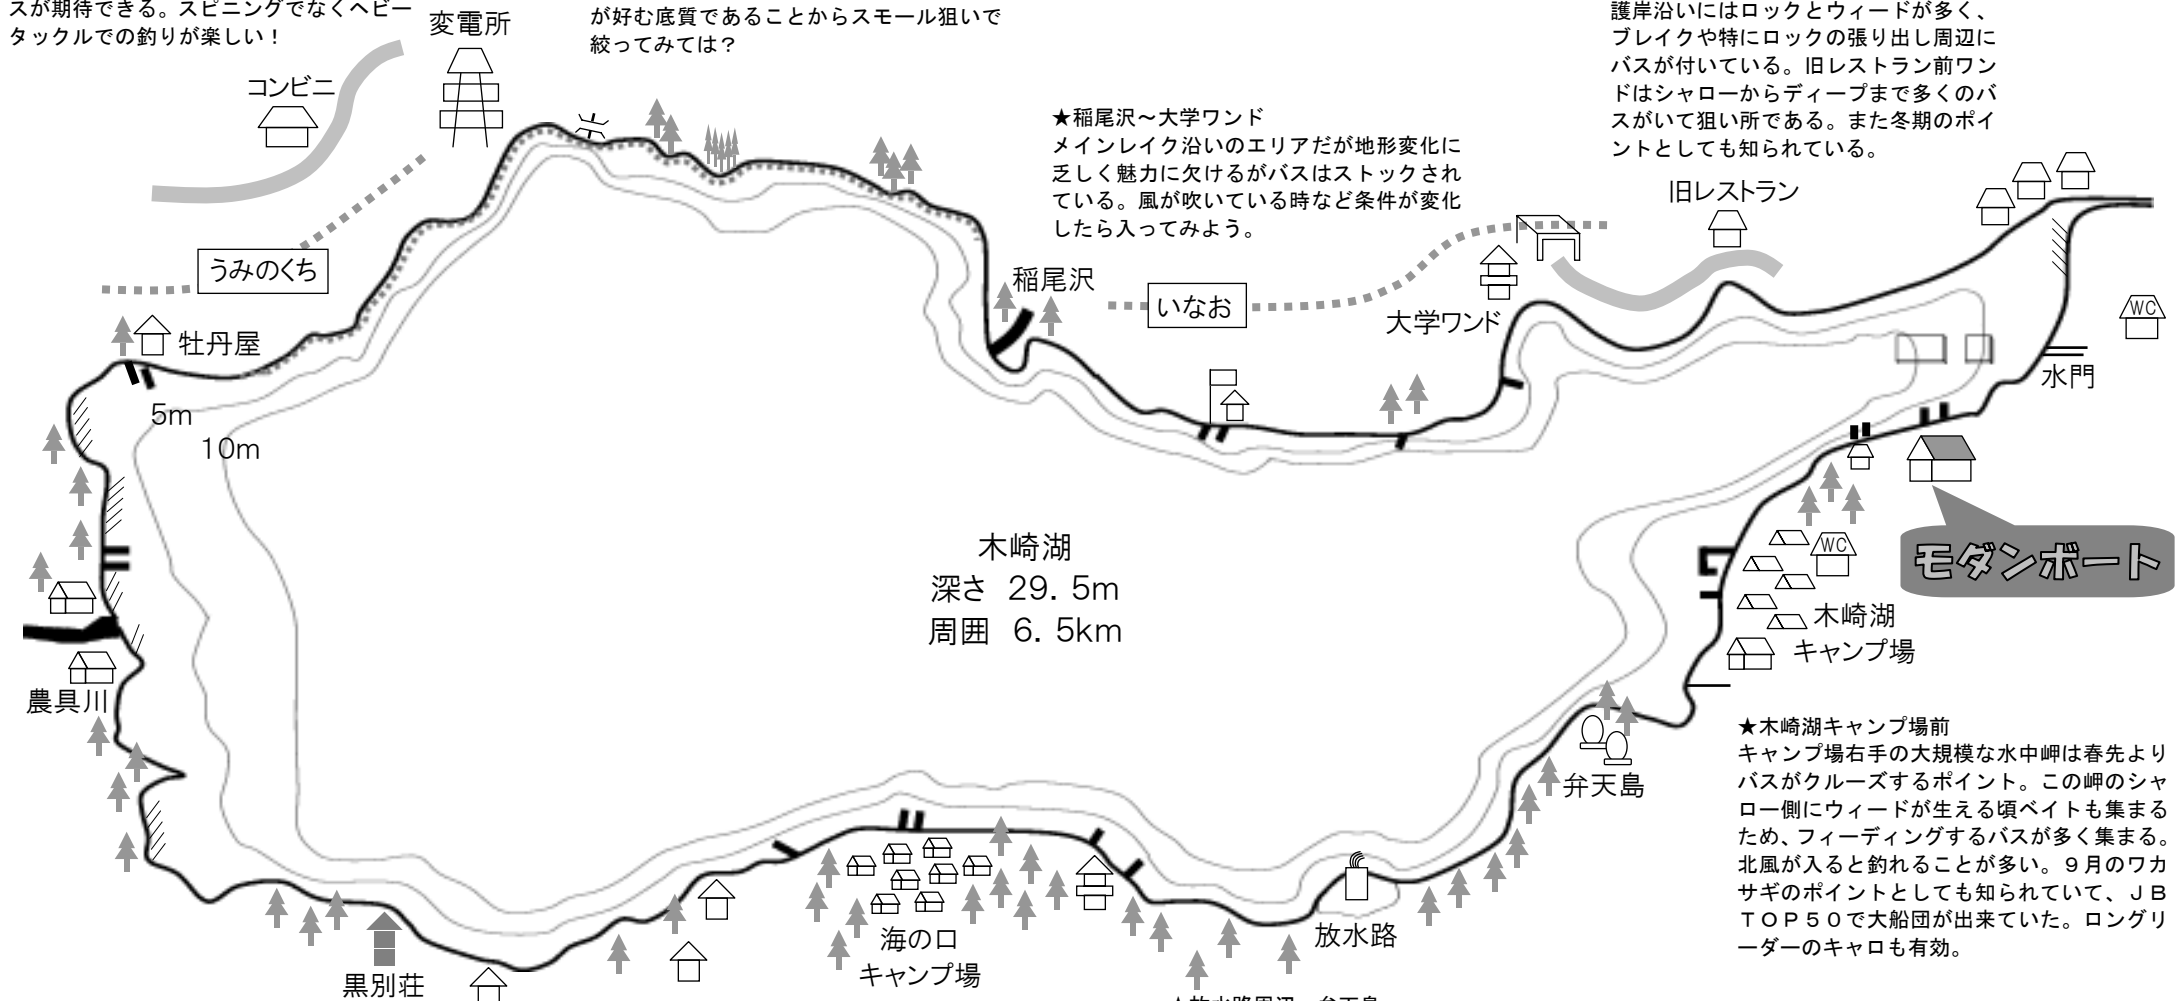 スが期待できる。スピニングでなくヘビー
タックルでの釣りが楽しい！
変電所
コンビニ
が好む底質であることからスモール狙いで
絞ってみては？
★稲尾沢～大学ワンド
メインレイク沿いのエリアだが地形変化に
乏しく魅力に欠けるがバスはストックされ
ている。風が吹いている時など条件が変化
したら入ってみよう。
護岸沿いにはロックとウィードが多く、
ブレイクや特にロックの張り出し周辺に
バスが付いている。旧レストラン前ワン
ドはシャローからディープまで多くのバ
スがいて狙い所である。また冬期のポイ
ントとしても知られている。
旧レストラン
うみのくち
稲尾沢
いなお
大学ワンド
WC
水門
牡丹屋
5m
10m
木崎湖
深さ 29.5m
周囲 6.5km
モダンボート
WC
木崎湖
キャンプ場
農具川
弁天島
★木崎湖キャンプ場前
キャンプ場右手の大規模な水中岬は春先より
バスがクルーズするポイント。この岬のシャ
ロー側にウィードが生える頃ベイトも集まる
ため、フィーディングするバスが多く集まる。
北風が入ると釣れることが多い。９月のワカ
サギのポイントとしても知られていて、ＪＢ
ＴＯＰ５０で大船団が出来ていた。ロングリ
ーダーのキャロも有効。
放水路
海の口
キャンプ場
黒別荘